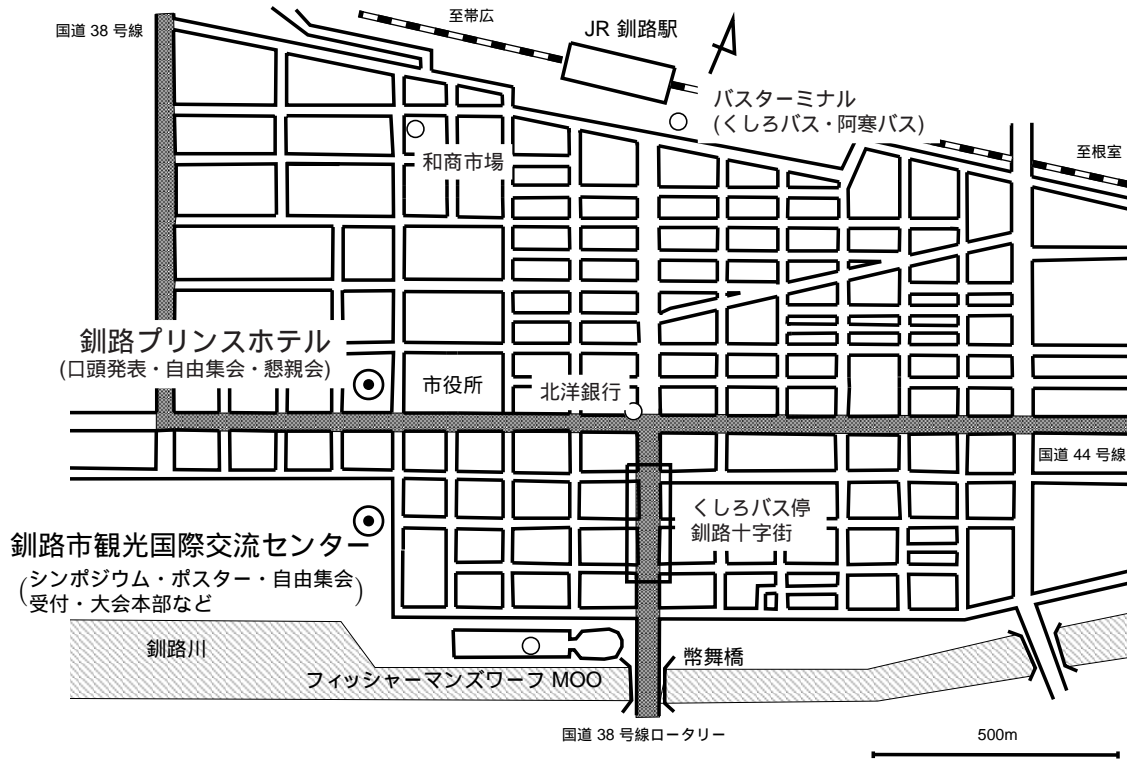 国道 38 号線
至帯広
JR 釧路駅
バスターミナル
(くしろバス・阿寒バス)
至根室
和商市場
釧路プリンスホテル
(口頭発表・自由集会・懇親会)
市役所
北洋銀行
国道 44 号線
くしろバス停
釧路十字街
釧路市観光国際交流センター
(シンポジウム・ポスター・自由集会)
受付・大会本部など
釧路川
幣舞橋
フィッシャーマンズワーフ MOO
国道 38 号線ロータリー
500m